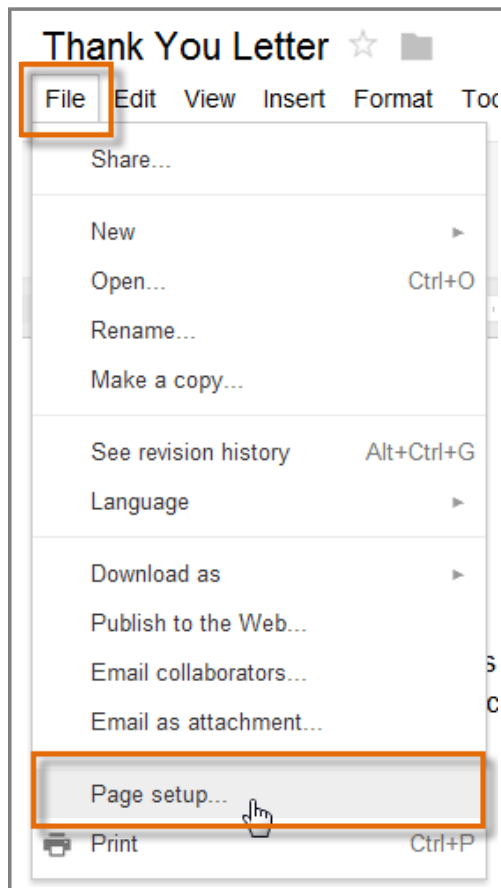 Thank You Letter
File Edit View Insert Format
Share...
New
Open... Ctrl+O
Rename...
Make a copy...
See revision history Alt+Ctrl+G
Language
Download as
Publish to the Web...
Email collaborators...
Email as attachment...
Page setup...
Print Ctrl+P